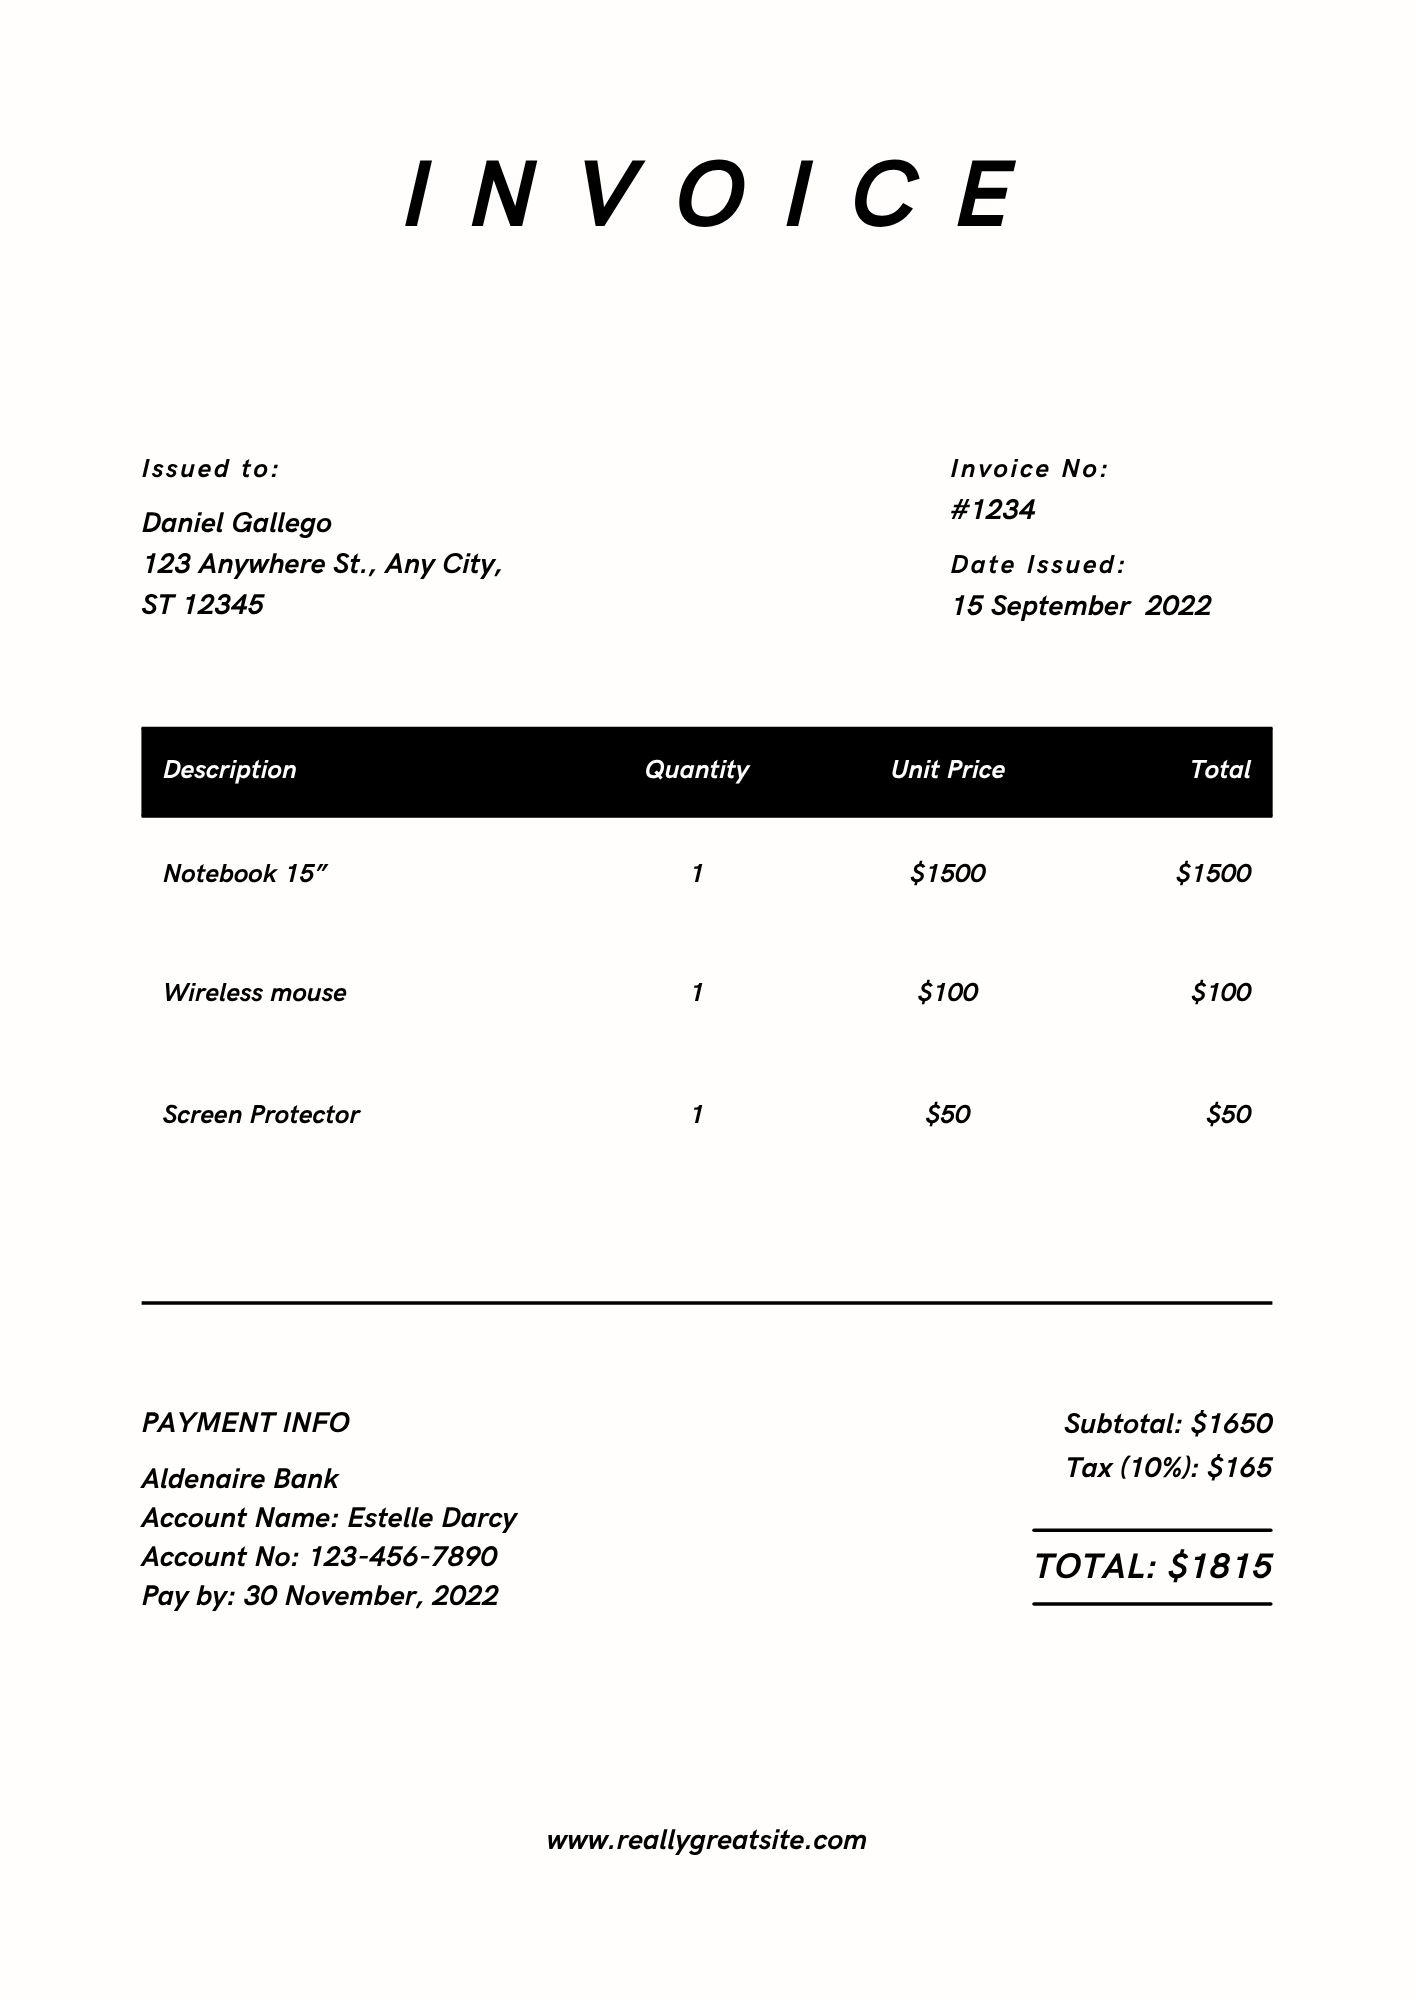 INVOICE
Issued to:
Daniel Gallego
123 Anywhere St., Any City,
ST 12345
Invoice No:
#1234
Date Issued:
15 September 2022
Description Quantity Unit Price Total
Notebook 15” 1 $1500 $1500
Wireless mouse 1 $100 $100
Screen Protector 1 $50 $50
PAYMENT INFO
Aldenaire Bank
Account Name: Estelle Darcy
Account No: 123-456-7890
Pay by: 30 November, 2022
Subtotal: $1650
Tax (10%): $165
TOTAL: $1815
www.reallygreatsite.com